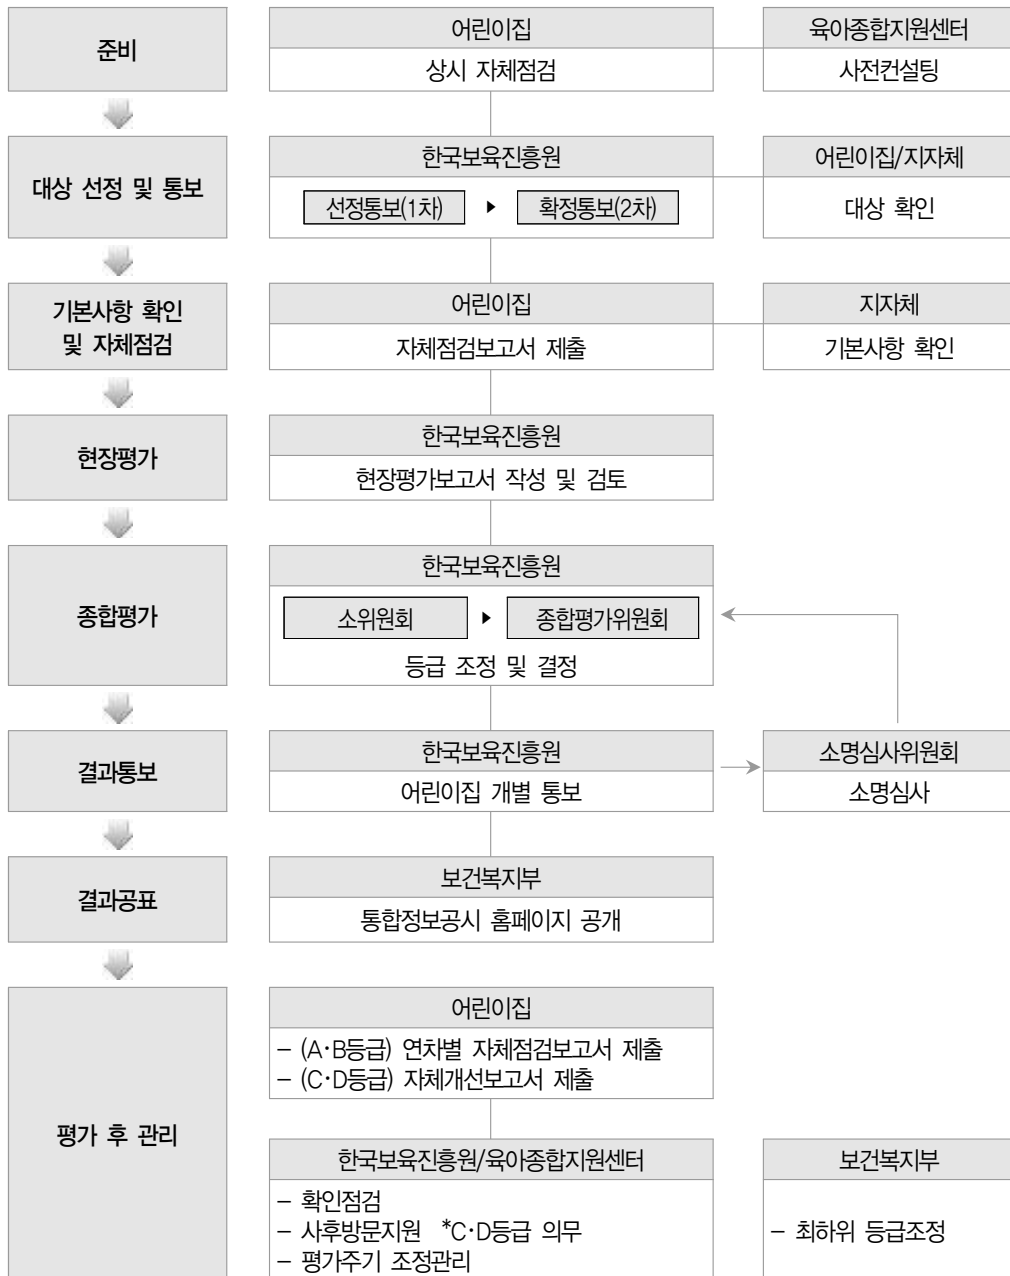 준비
어린이집
상시 자체점검
육아종합지원센터
사전컨설팅
대상 선정 및 통보
한국보육진흥원
선정통보(1차) ▶ 확정통보(2차)
어린이집/지자체
대상 확인
기본사항 확인
및 자체점검
어린이집
자체점검보고서 제출
지자체
기본사항 확인
현장평가
한국보육진흥원
현장평가보고서 작성 및 검토
종합평가
한국보육진흥원
소위원회 ▶ 종합평가위원회
등급 조정 및 결정
결과통보
한국보육진흥원
어린이집 개별 통보
소명심사위원회
소명심사
결과공표
보건복지부
통합정보공시 홈페이지 공개
평가 후 관리
어린이집
– (A·B등급) 연차별 자체점검보고서 제출
– (C·D등급) 자체개선보고서 제출
한국보육진흥원/육아종합지원센터
– 확인점검
– 사후방문지원 *C·D등급 의무
– 평가주기 조정관리
보건복지부
– 최하위 등급조정